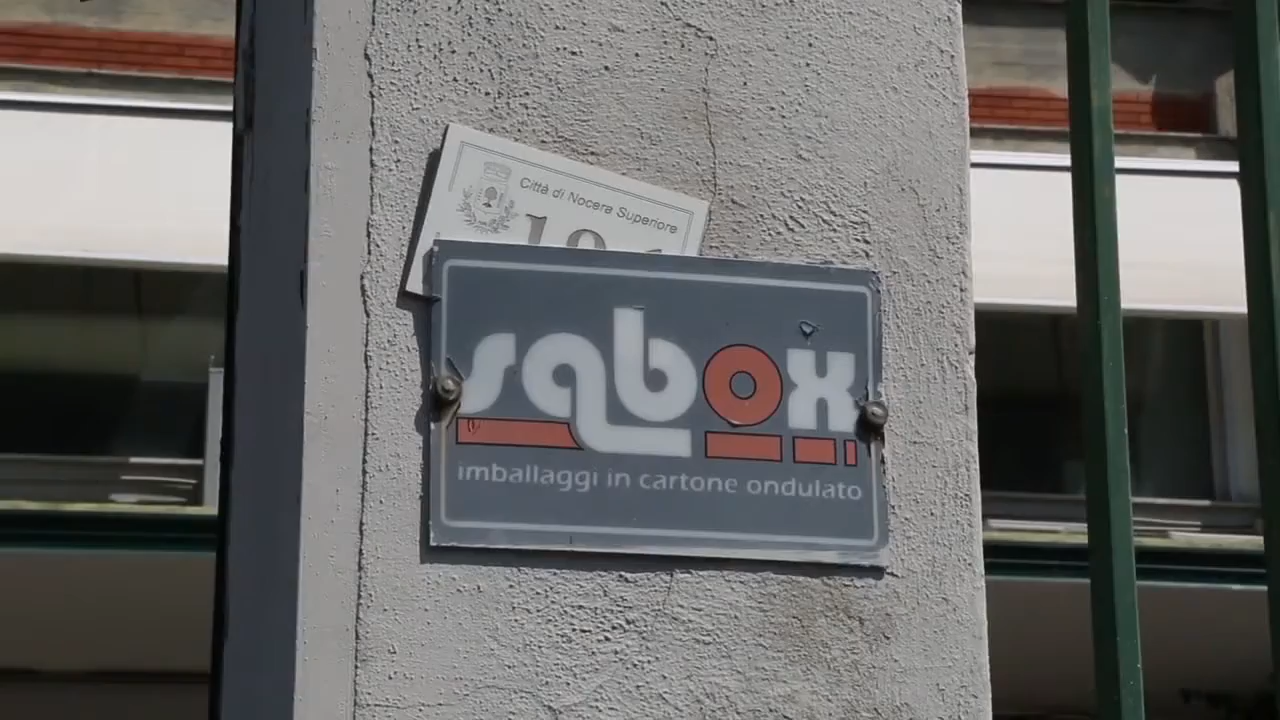 Città di Nocera Superiore
sabox
imballaggi in cartone ondulato